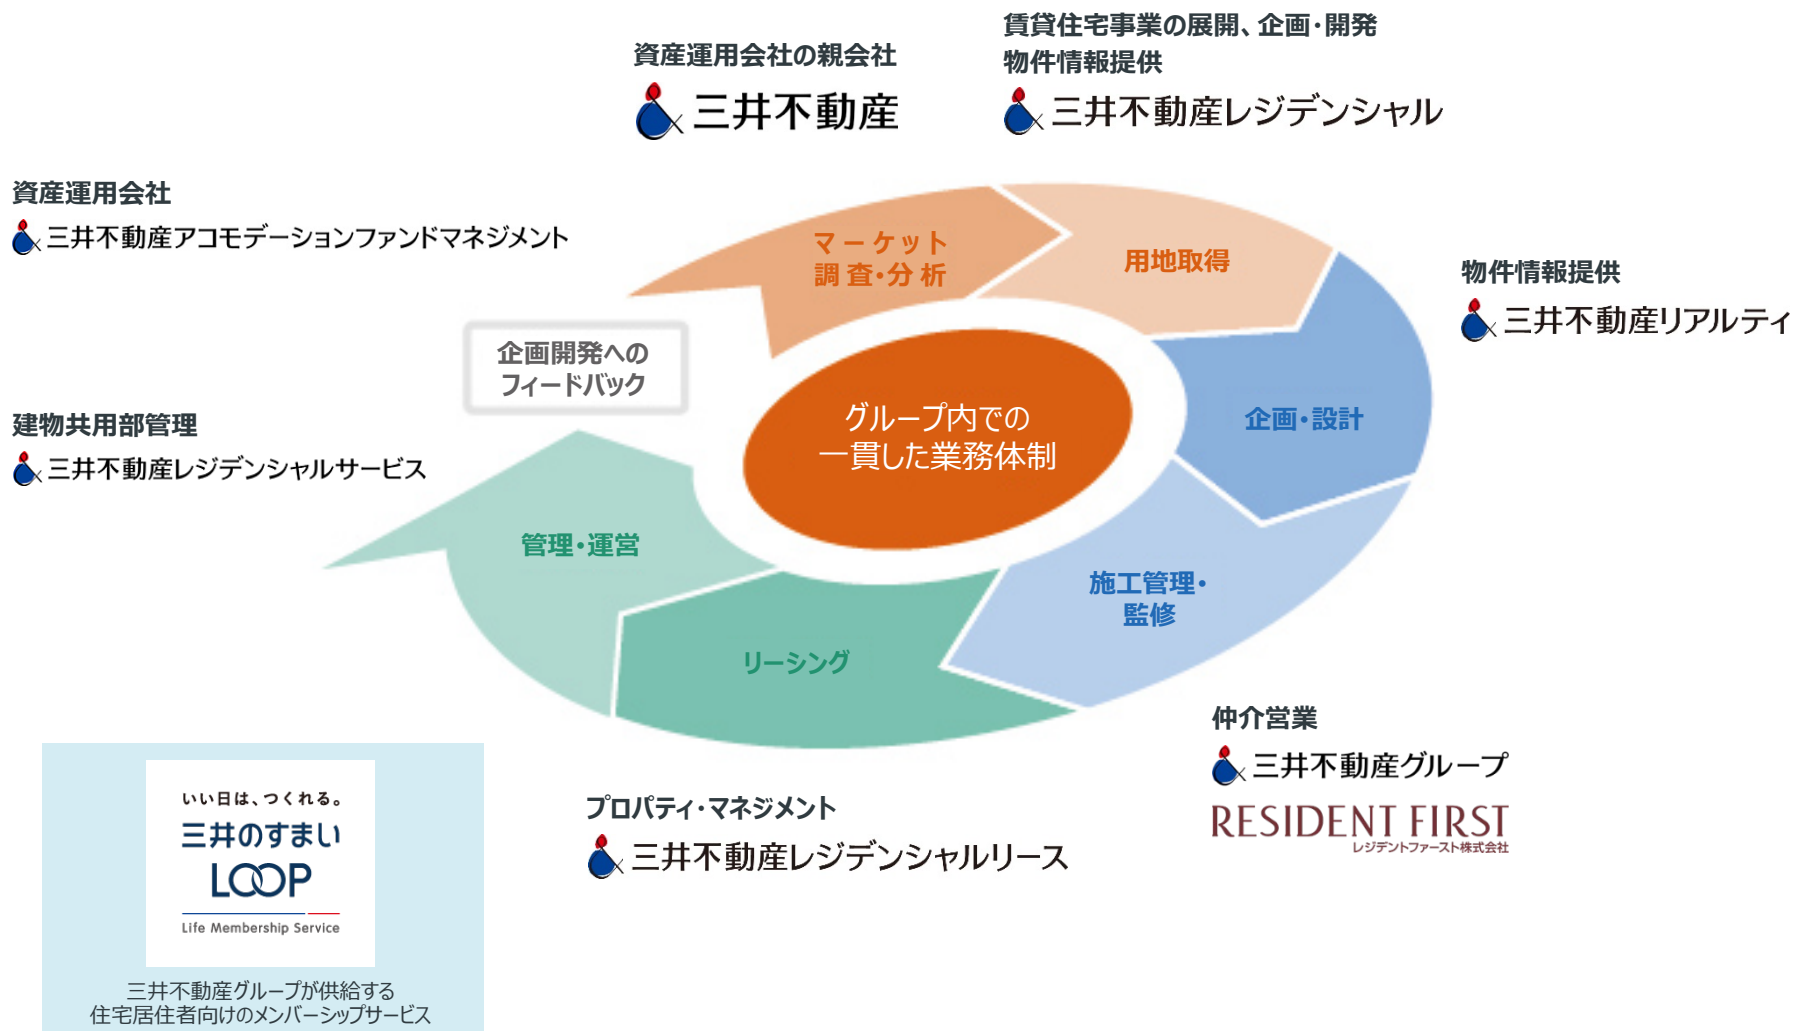 資産運用会社の親会社
三井不動産
賃貸住宅事業の展開、企画・開発
物件情報提供
三井不動産レジデンシャル
資産運用会社
三井不動産アコモデーションファンドマネジメント
物件情報提供
三井不動産リアルティ
マーケット
調査・分析
用地取得
企画・設計
施工管理・
監修
リーシング
管理・運営
企画開発への
フィードバック
グループ内での
一貫した業務体制
建物共用部管理
三井不動産レジデンシャルサービス
仲介営業
三井不動産グループ
RESIDENT FIRST
レジデントファースト株式会社
プロパティ・マネジメント
三井不動産レジデンシャルリース
いい日は、つくれる。
三井のすまい
LOOP
Life Membership Service
三井不動産グループが供給する
住宅居住者向けのメンバーシップサービス